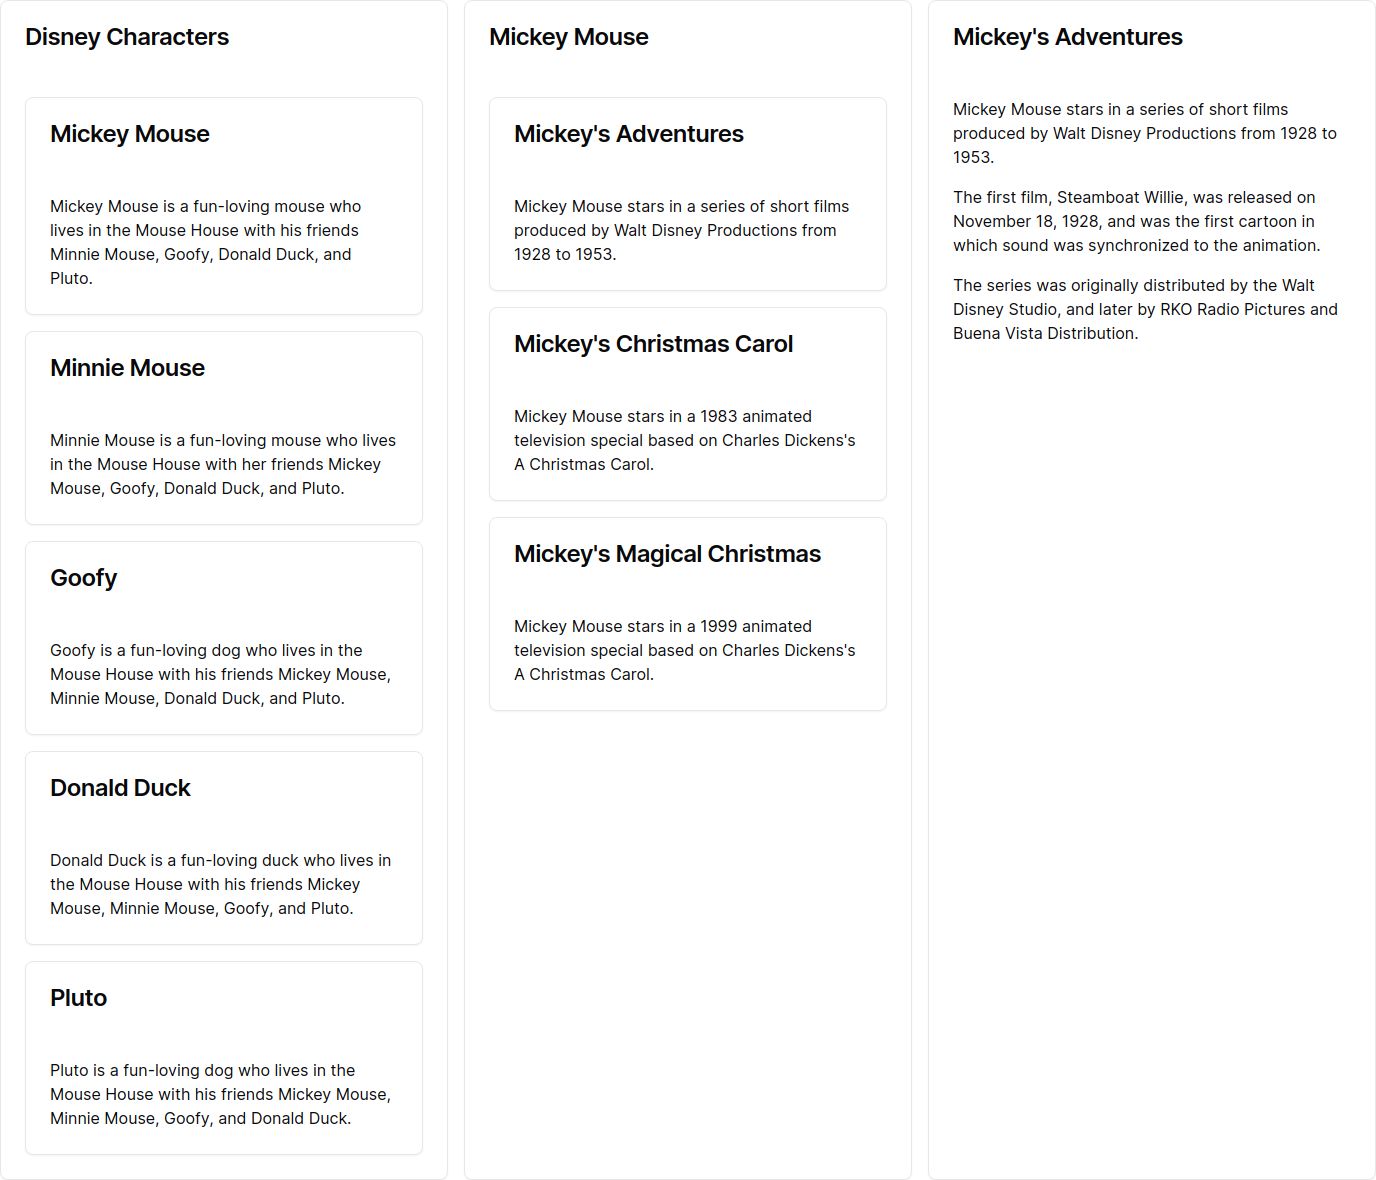 Disney Characters
Mickey Mouse
Mickey Mouse is a fun-loving mouse who
lives in the Mouse House with his friends
Minnie Mouse, Goofy, Donald Duck, and
Pluto.
Minnie Mouse
Minnie Mouse is a fun-loving mouse who lives
in the Mouse House with her friends Mickey
Mouse, Goofy, Donald Duck, and Pluto.
Goofy
Goofy is a fun-loving dog who lives in the
Mouse House with his friends Mickey Mouse,
Minnie Mouse, Donald Duck, and Pluto.
Donald Duck
Donald Duck is a fun-loving duck who lives in
the Mouse House with his friends Mickey
Mouse, Minnie Mouse, Goofy, and Pluto.
Pluto
Pluto is a fun-loving dog who lives in the
Mouse House with his friends Mickey Mouse,
Minnie Mouse, Goofy, and Donald Duck.
Mickey Mouse
Mickey's Adventures
Mickey Mouse stars in a series of short films
produced by Walt Disney Productions from
1928 to 1953.
Mickey's Christmas Carol
Mickey Mouse stars in a 1983 animated
television special based on Charles Dickens's
A Christmas Carol.
Mickey's Magical Christmas
Mickey Mouse stars in a 1999 animated
television special based on Charles Dickens's
A Christmas Carol.
Mickey's Adventures
Mickey Mouse stars in a series of short films
produced by Walt Disney Productions from 1928 to
1953.
The first film, Steamboat Willie, was released on
November 18, 1928, and was the first cartoon in
which sound was synchronized to the animation.
The series was originally distributed by the Walt
Disney Studio, and later by RKO Radio Pictures and
Buena Vista Distribution.